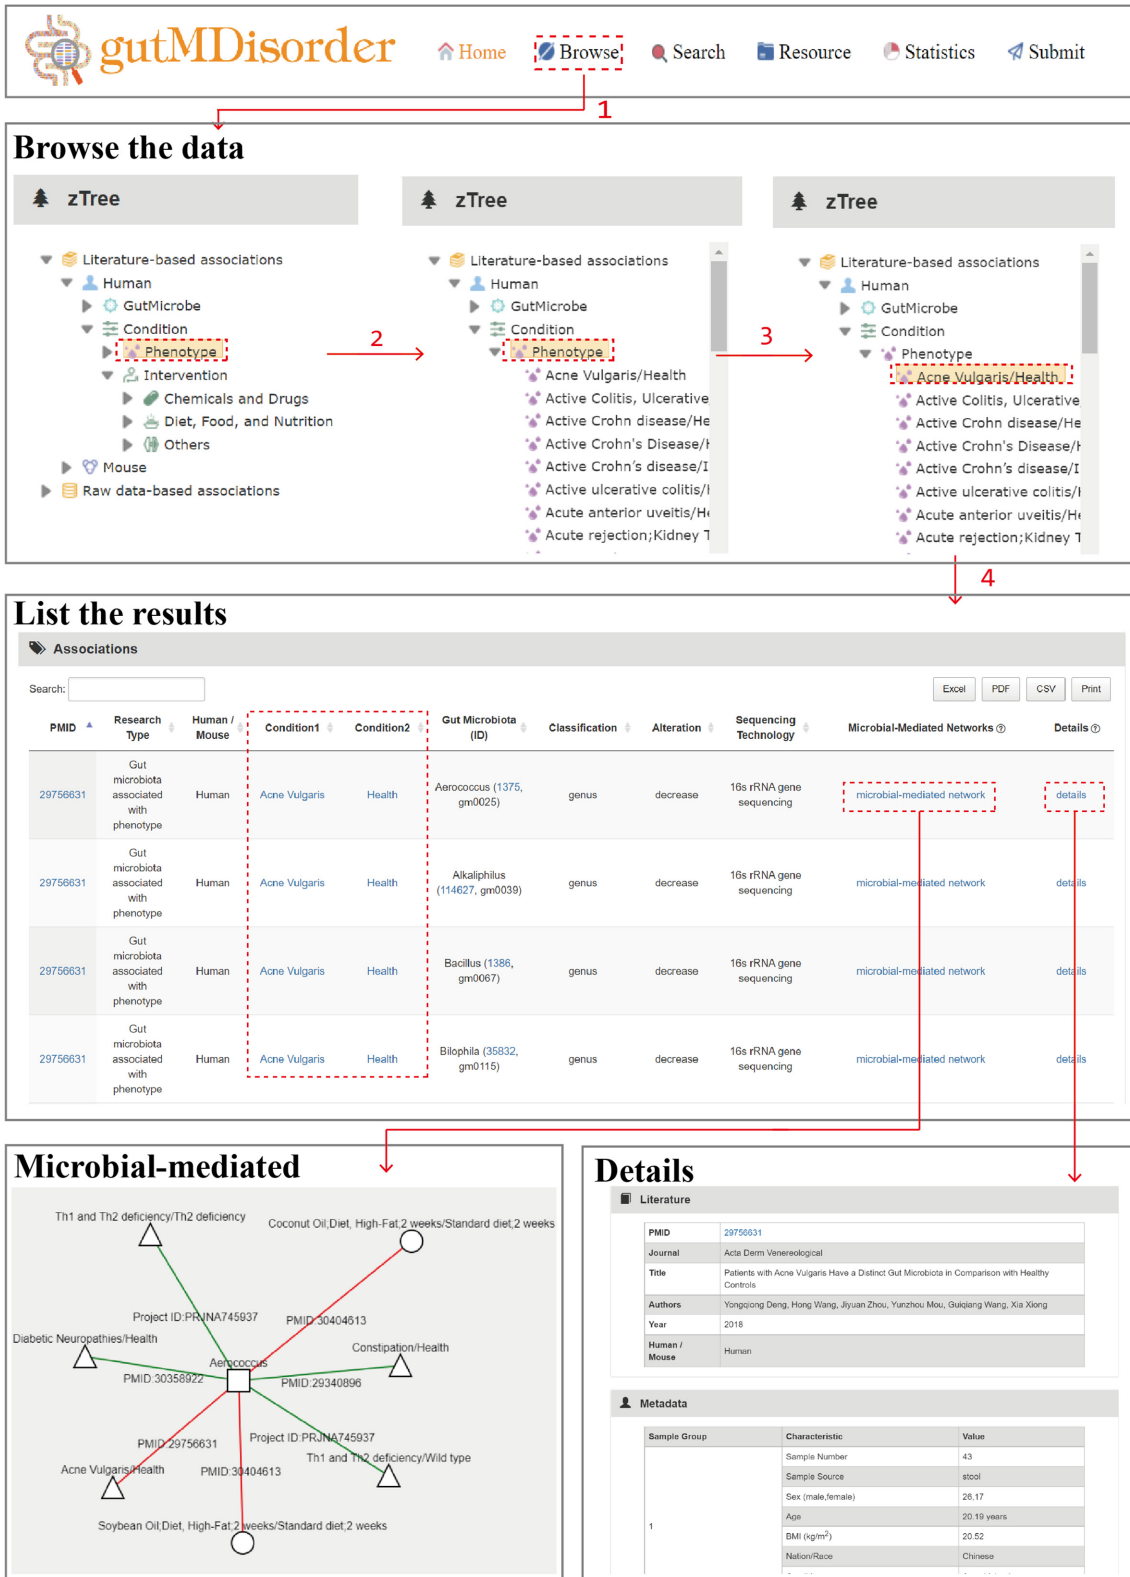 gutMDisorder
Home
Browse
Search
Resource
Statistics
Submit
1
Browse the data
zTree
Literature-based associations
Human
GutMicrobe
Condition
Phenotype
Intervention
Chemicals and Drugs
Diet, Food, and Nutrition
Others
Mouse
Raw data-based associations
2
zTree
Literature-based associations
Human
GutMicrobe
Condition
Phenotype
Acne Vulgaris/Health
Active Colitis, Ulcerative
Active Crohn disease/He
Active Crohn's Disease/H
Active Crohn's disease/I
Active ulcerative colitis/H
Acute anterior uveitis/He
Acute rejection;Kidney T
3
zTree
Literature-based associations
Human
GutMicrobe
Condition
Phenotype
Acne Vulgaris/Health
Active Colitis, Ulcerative,
Active Crohn disease/He
Active Crohn's Disease/H
Active Crohn's disease/I
Active ulcerative colitis/H
Acute anterior uveitis/He
Acute rejection;Kidney T
4
List the results
Associations
Search:
Excel PDF CSV Print
PMID Research Type Human / Mouse Condition1 Condition2 Gut Microbiota (ID) Classification Alteration Sequencing Technology Microbial-Mediated Networks Details
29756631 Gut microbiota associated with phenotype Human Acne Vulgaris Health Aerococcus (1375, gm0025) genus decrease 16s rRNA gene sequencing microbial-mediated network details
29756631 Gut microbiota associated with phenotype Human Acne Vulgaris Health Alkaliphilus (114627, gm0039) genus decrease 16s rRNA gene sequencing microbial-mediated network details
29756631 Gut microbiota associated with phenotype Human Acne Vulgaris Health Bacillus (1386, gm0067) genus decrease 16s rRNA gene sequencing microbial-mediated network details
29756631 Gut microbiota associated with phenotype Human Acne Vulgaris Health Bilophila (35832, gm0115) genus decrease 16s rRNA gene sequencing microbial-mediated network details
Microbial-mediated
Th1 and Th2 deficiency/Th2 deficiency
Coconut Oil;Diet, High-Fat;2 weeks/Standard diet;2 weeks
Project ID:PRJNA745937
PMID:30404613
Diabetic Neuropathies/Health
Constipation/Health
Aerococcus
PMID:30358922
PMID:29340896
PMID:29756631
Project ID:PRJNA745937
Acne Vulgaris/Health
PMID:30404613
Th1 and Th2 deficiency/Wild type
Soybean Oil;Diet, High-Fat;2 weeks/Standard diet;2 weeks
Details
Literature
PMID 29756631
Journal Acta Derm Venereological
Title Patients with Acne Vulgaris Have a Distinct Gut Microbiota in Comparison with Healthy
Controls
Authors Yongqiong Deng, Hong Wang, Jiyuan Zhou, Yunzhou Mou, Guiqiang Wang, Xia Xiong
Year 2018
Human / Mouse Human
Metadata
Sample Group Characteristic Value
1
Sample Number 43
Sample Source stool
Sex (male,female) 26,17
Age 20.19 years
BMI (kg/m²) 20.52
Nation/Race Chinese